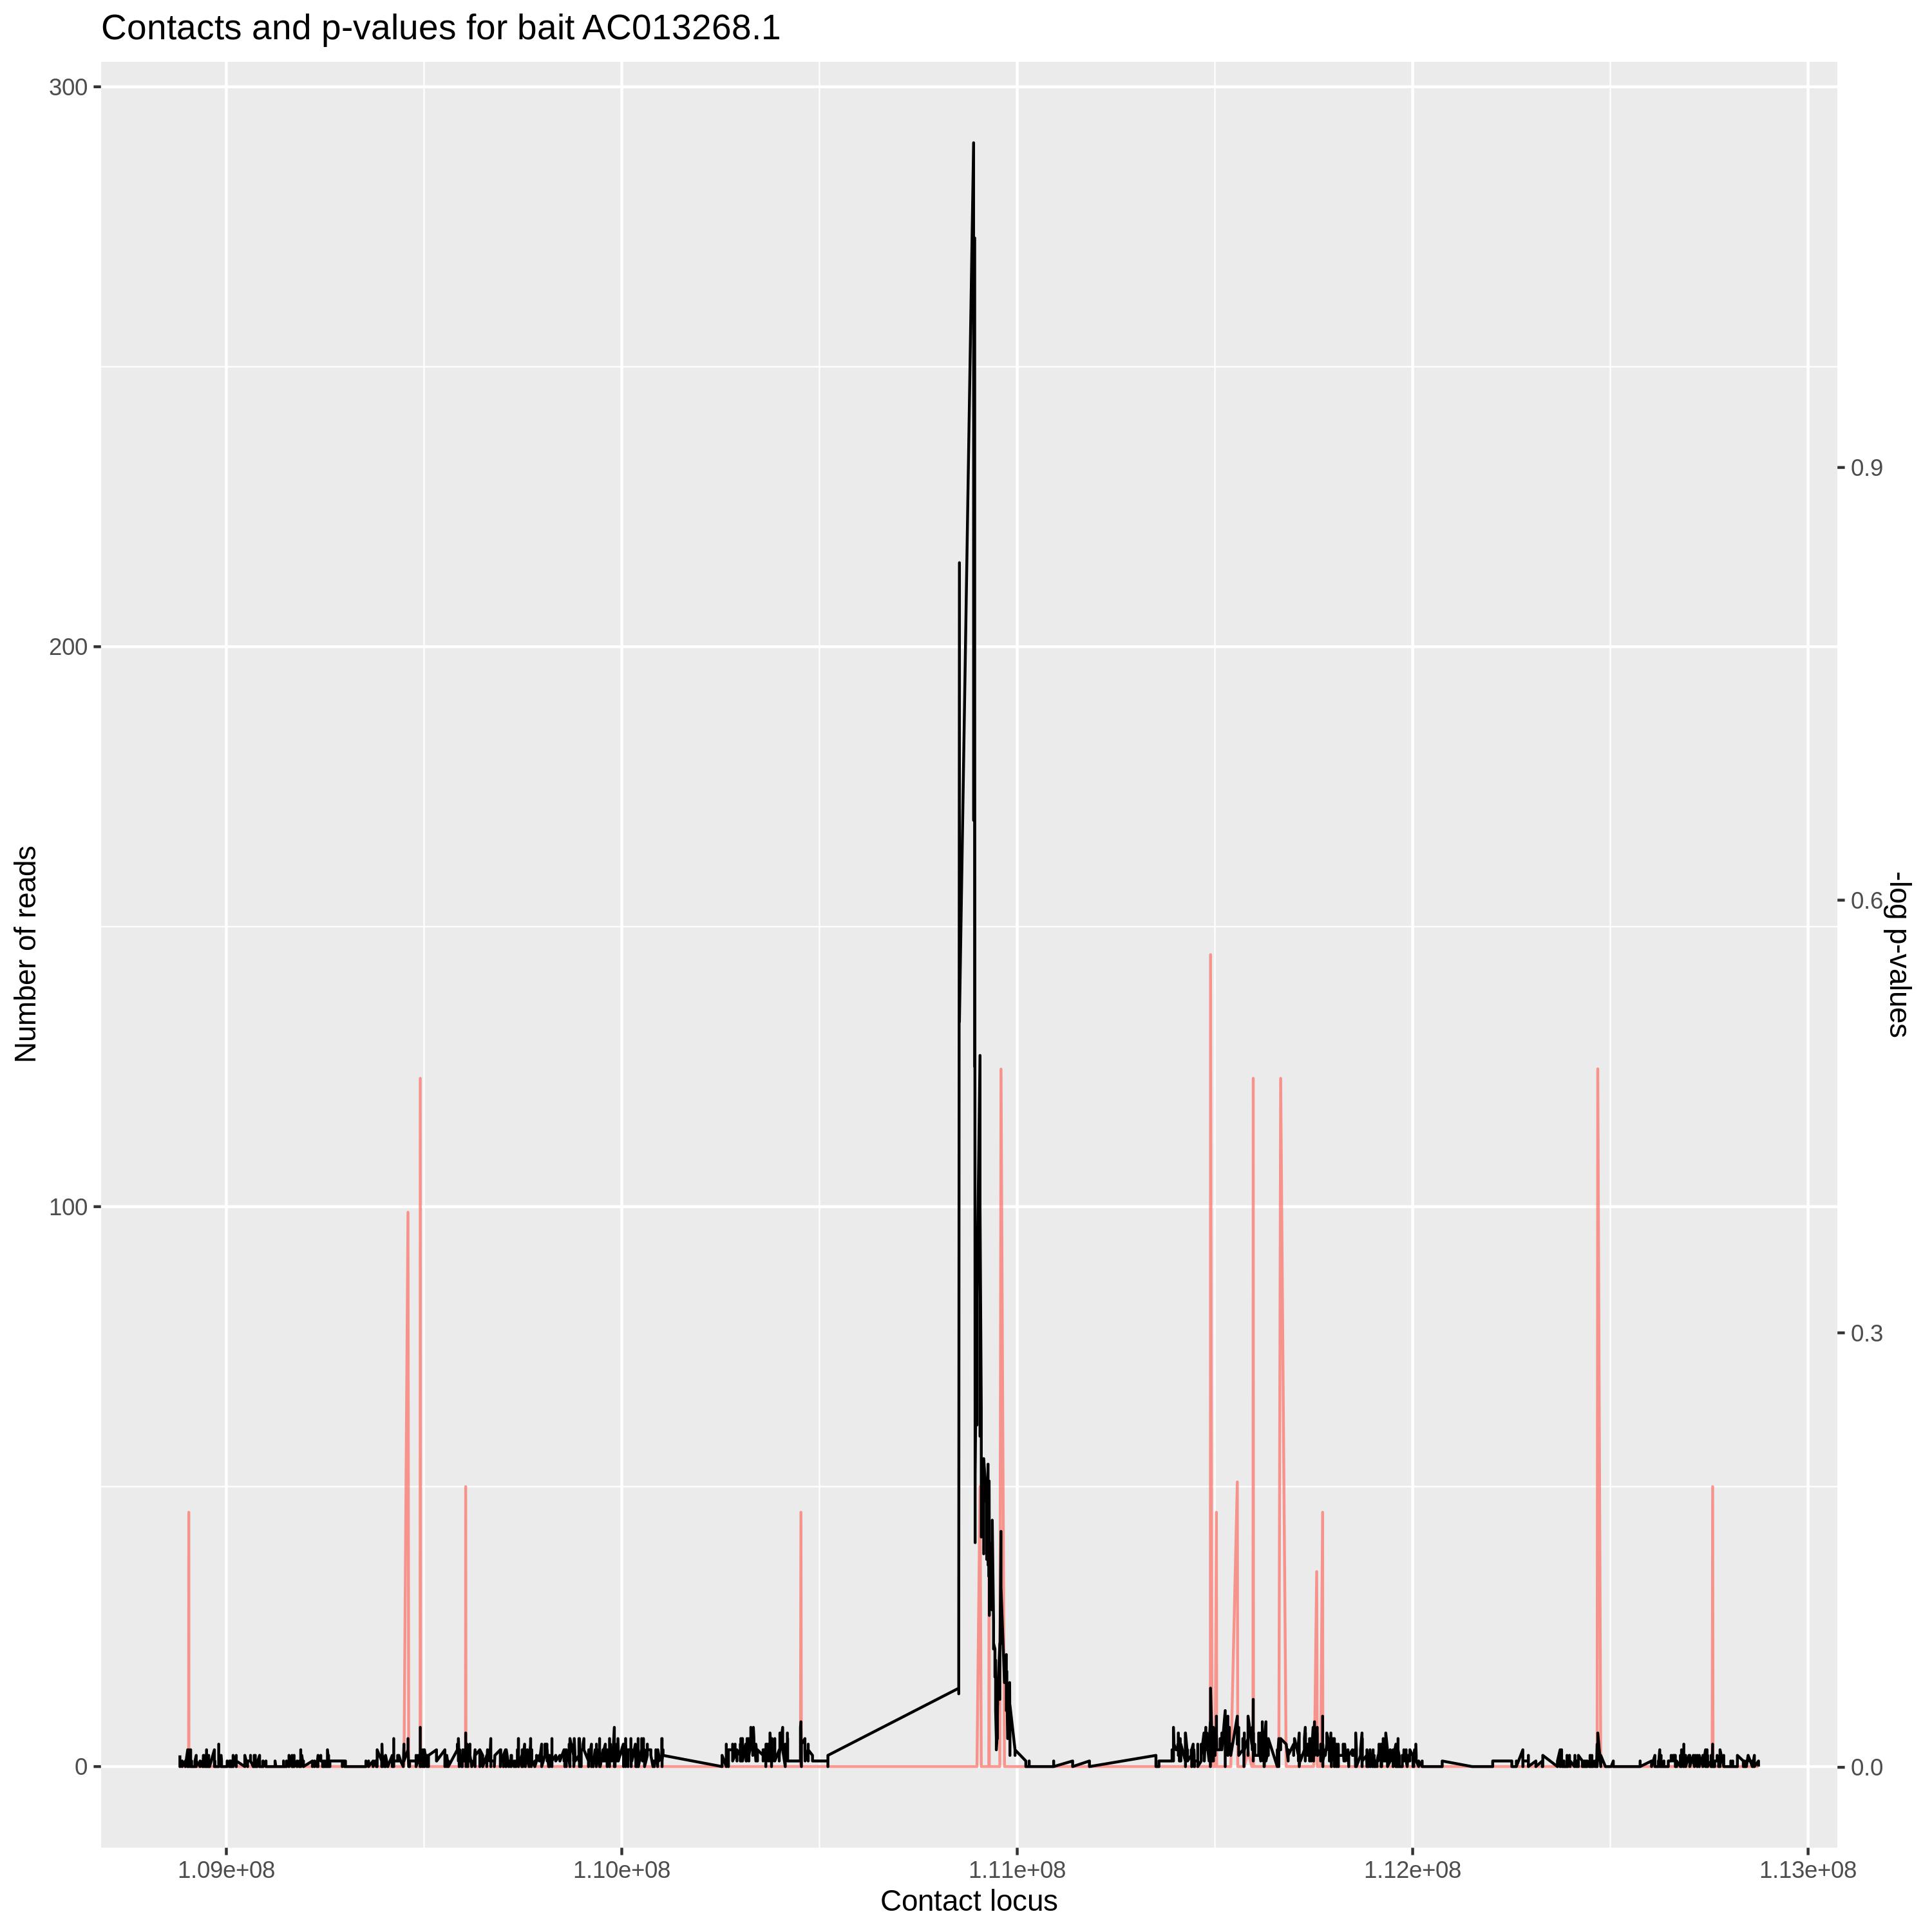 Contacts and p-values for bait AC013268.1
300
200
100
0
Number of reads
0.9
0.6
0.3
0.0
-log p-values
1.09e+08 1.10e+08 1.11e+08 1.12e+08 1.13e+08
Contact locus